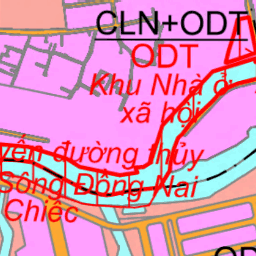 CLN+ODT
ODT
Khu Nhà ở
xã hội
yến đường thủy
Sông Đồng Nai
Chiếc